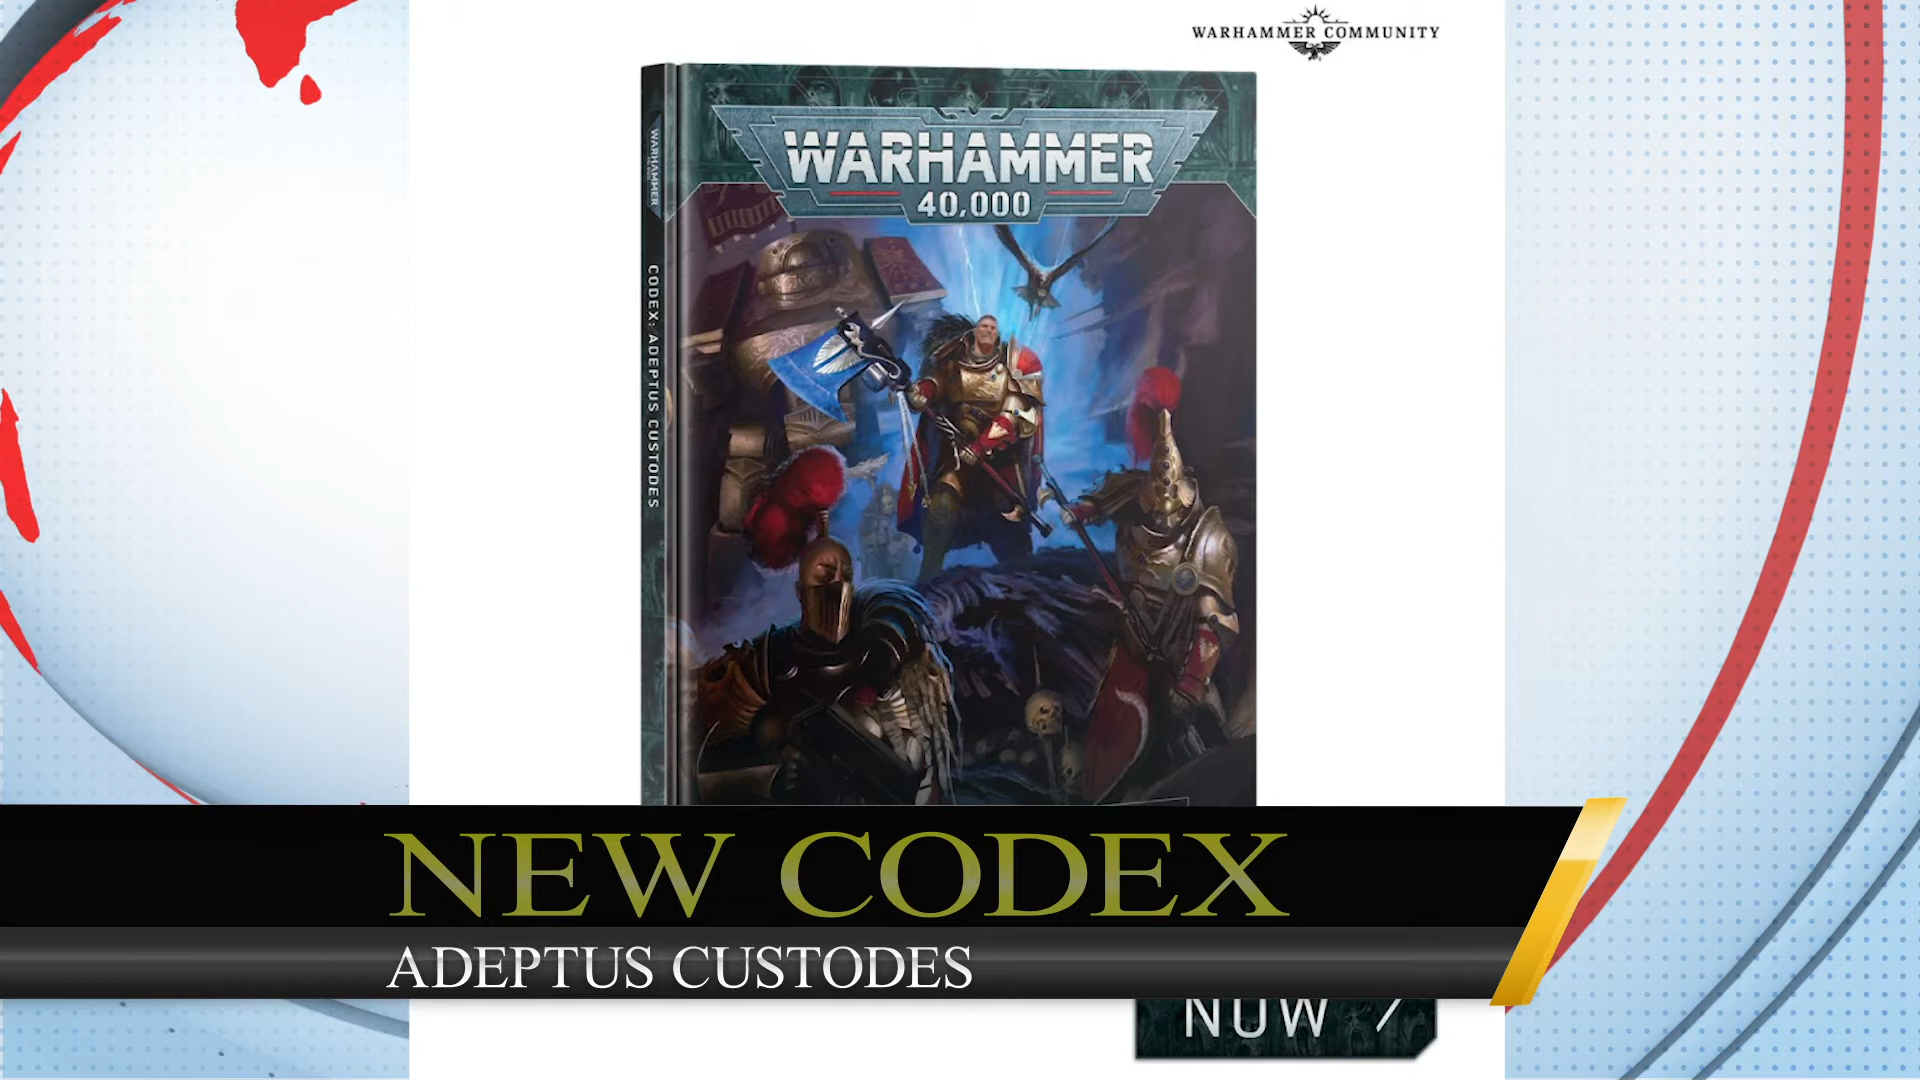 WARHAMMER COMMUNITY
WARHAMMER
40,000
WARHAMMER
CODEX: ADEPTUS CUSTODES
NEW CODEX
ADEPTUS CUSTODES
NOW